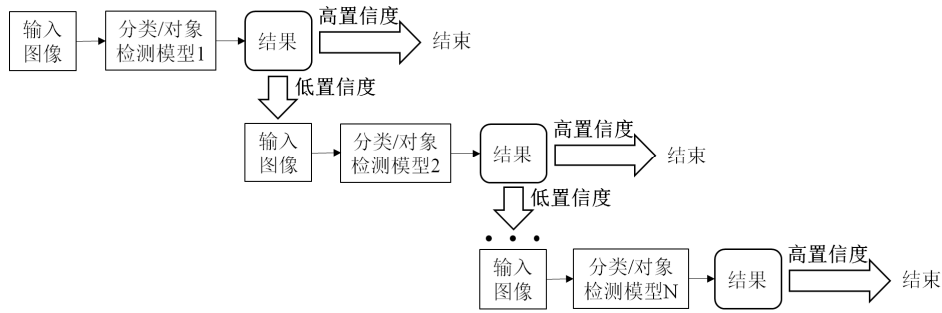 输入
图像
分类/对象
检测模型1
结果
高置信度
结束
低置信度
输入
图像
分类/对象
检测模型2
结果
高置信度
结束
低置信度
• • •
输入
图像
分类/对象
检测模型N
结果
高置信度
结束